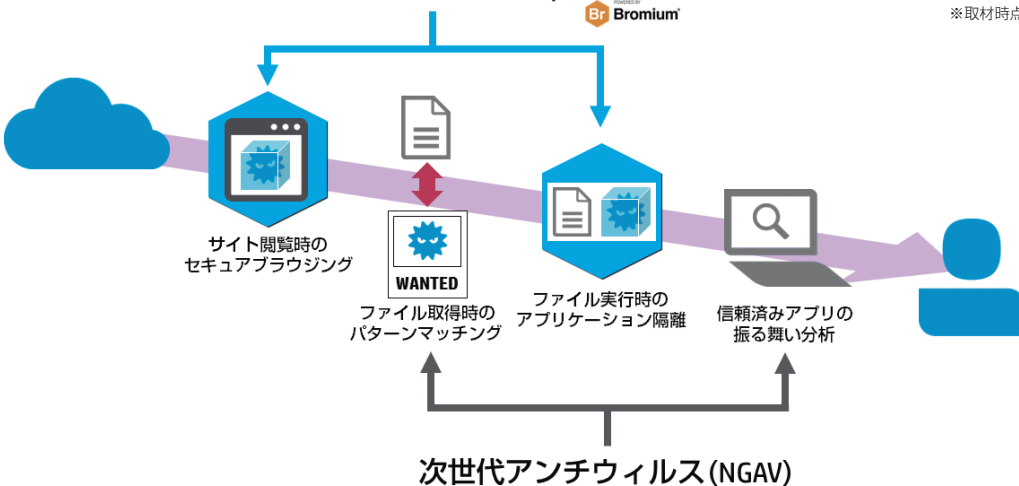 POWERED BY
Br Bromium
※取材時点
サイト閲覧時の
セキュアブラウジング
WANTED
ファイル取得時の
パターンマッチング
ファイル実行時の
アプリケーション隔離
信頼済みアプリの
振る舞い分析
次世代アンチウィルス(NGAV)